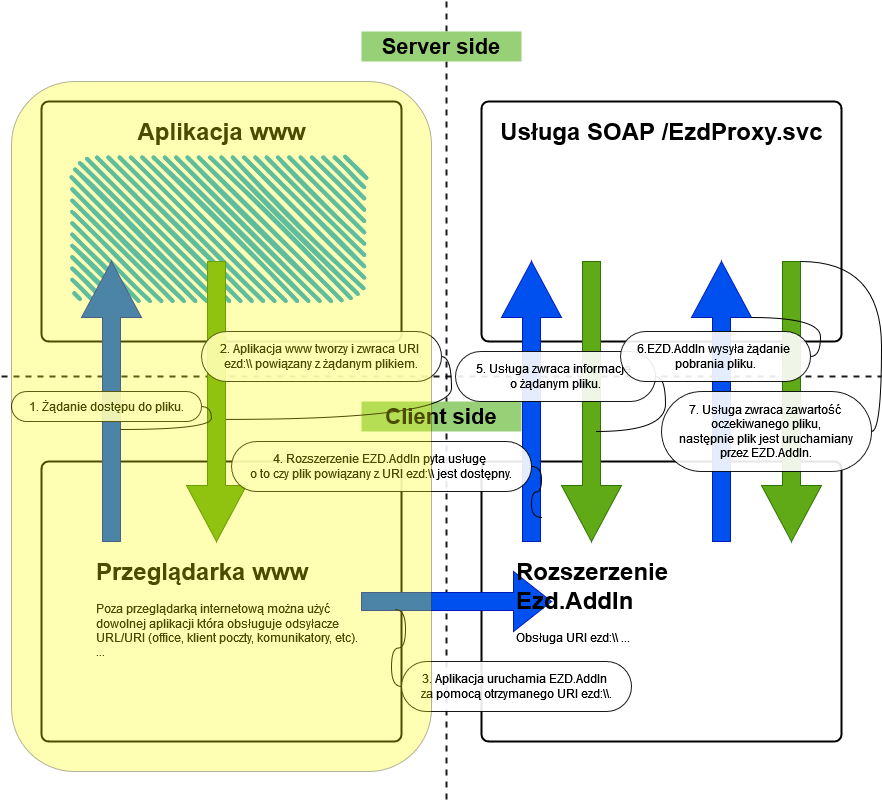 Server side
Aplikacja www
Usługa SOAP /EzdProxy.svc
2. Aplikacja www tworzy i zwraca URI
ezd:\\ powiązany z żądanym plikiem.
1. Żądanie dostępu do pliku.
5. Usługa zwraca informacj
o żądanym pliku.
6.EZD.AddIn wysyła żądanie
pobrania pliku.
7. Usługa zwraca zawartość
oczekiwanego pliku,
następnie plik jest uruchamiany
przez EZD.AddIn.
Client side
4. Rozszerzenie EZD.AddIn pyta usługę
o to czy plik powiązany z URI ezd:\\ jest dostępny.
Przeglądarka www
Poza przeglądarką internetową można użyć
dowolnej aplikacji która obsługuje odsyłacze
URL/URI (office, klient poczty, komunikatory, etc).
...
Rozszerzenie
Ezd.AddIn
Obsługa URI ezd:\\ ...
3. Aplikacja uruchamia EZD.AddIn
za pomocą otrzymanego URI ezd:\\.